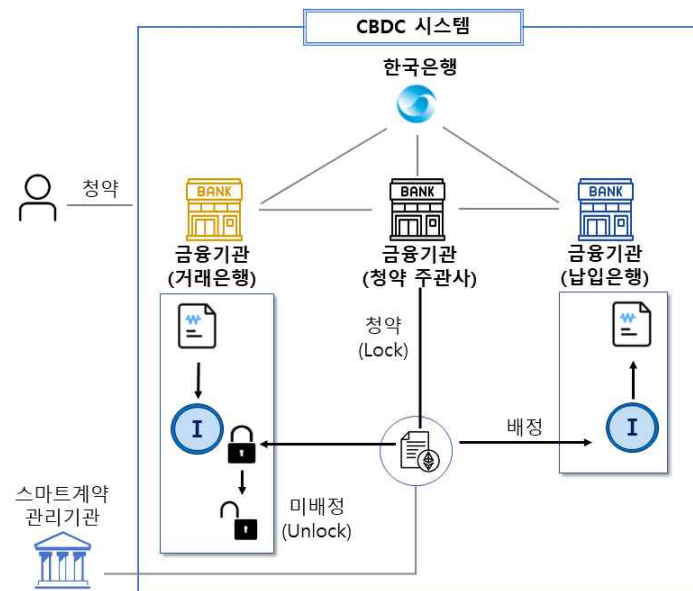 CBDC 시스템
한국은행
청약
BANK
BANK
BANK
금융기관
(거래은행)
금융기관
(청약 주관사)
금융기관
(납입은행)
₩
청약
(Lock)
₩
I
I
배정
미배정
(Unlock)
스마트계약
관리기관